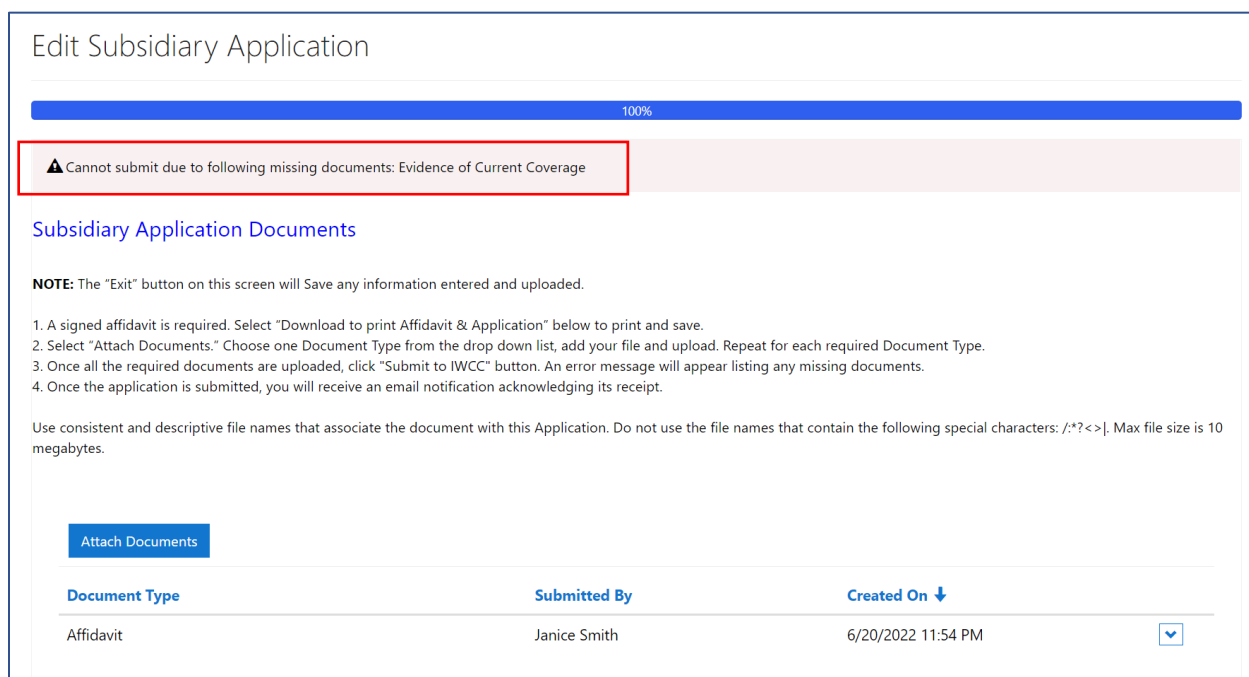 Edit Subsidiary Application
100%
Cannot submit due to following missing documents: Evidence of Current Coverage
Subsidiary Application Documents
NOTE: The “Exit” button on this screen will Save any information entered and uploaded.
1. A signed affidavit is required. Select “Download to print Affidavit & Application” below to print and save.
2. Select “Attach Documents.” Choose one Document Type from the drop down list, add your file and upload. Repeat for each required Document Type.
3. Once all the required documents are uploaded, click "Submit to IWCC" button. An error message will appear listing any missing documents.
4. Once the application is submitted, you will receive an email notification acknowledging its receipt.
Use consistent and descriptive file names that associate the document with this Application. Do not use the file names that contain the following special characters: /:*?<>|. Max file size is 10
megabytes.
Attach Documents
Document Type Submitted By Created On
Affidavit Janice Smith 6/20/2022 11:54 PM